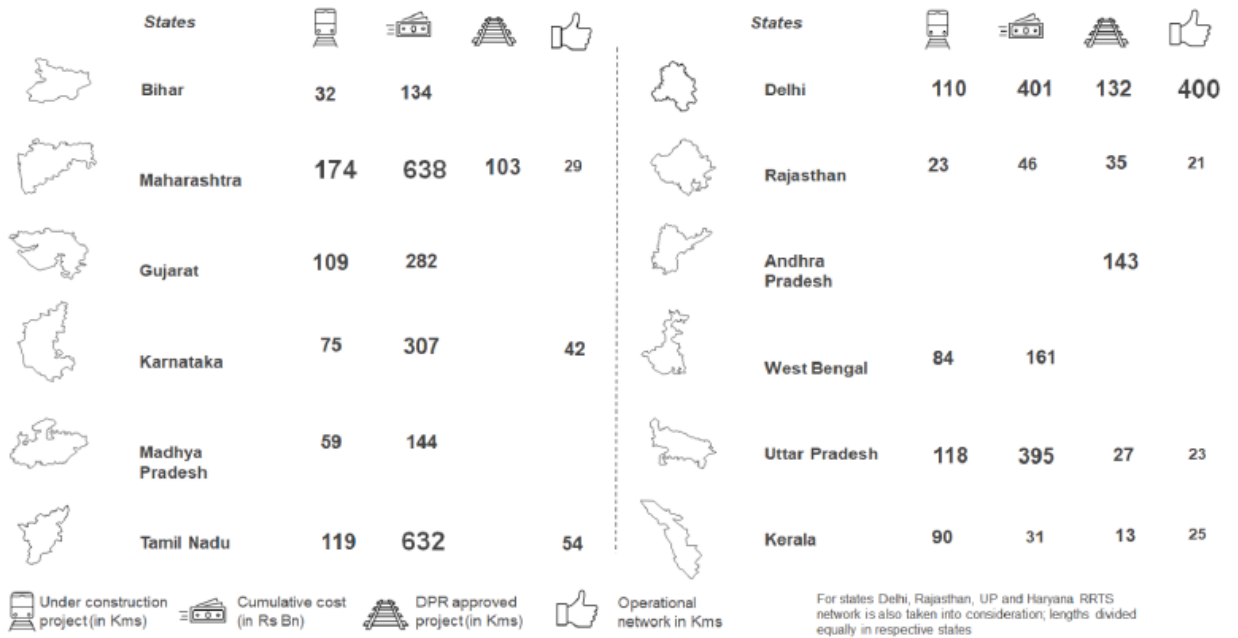 States
Bihar 32 134
Maharashtra 174 638 103 29
Gujarat 109 282
Karnataka 75 307 42
Madhya
Pradesh 59 144
Tamil Nadu 119 632 54
States
Delhi 110 401 132 400
Rajasthan 23 46 35 21
Andhra
Pradesh 143
West Bengal 84 161
Uttar Pradesh 118 395 27 23
Kerala 90 31 13 25
Under construction
project(in Kms)
Cumulative cost
(in Rs Bn)
DPR approved
project(in Kms)
Operational
network in Kms
For states Delhi, Rajasthan, UP and Haryana RRTS
network is also taken into consideration; lengths divided
equally in respective states